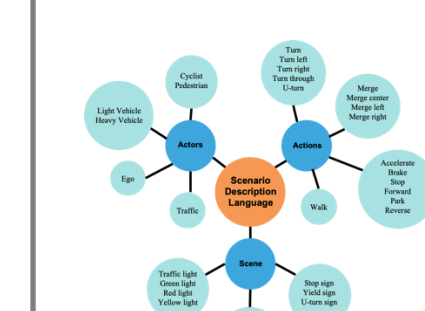 Turn
Turn left
Turn right
Turn through
U-turn
Cyclist
Pedestrian
Merge
Merge center
Merge left
Merge right
Light Vehicle
Heavy Vehicle
Actors
Actions
Accelerate
Brake
Stop
Forward
Park
Reverse
Ego
Scenario
Description
Language
Traffic
Walk
Scene
Traffic light
Green light
Red light
Yellow light
Stop sign
Yield sign
U-turn sign